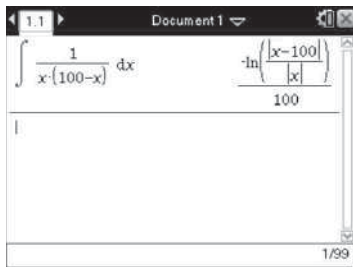 1.1 Document 1
∫ 1/(x·(100-x)) dx -ln(|x-100|/|x|)/100
1/99